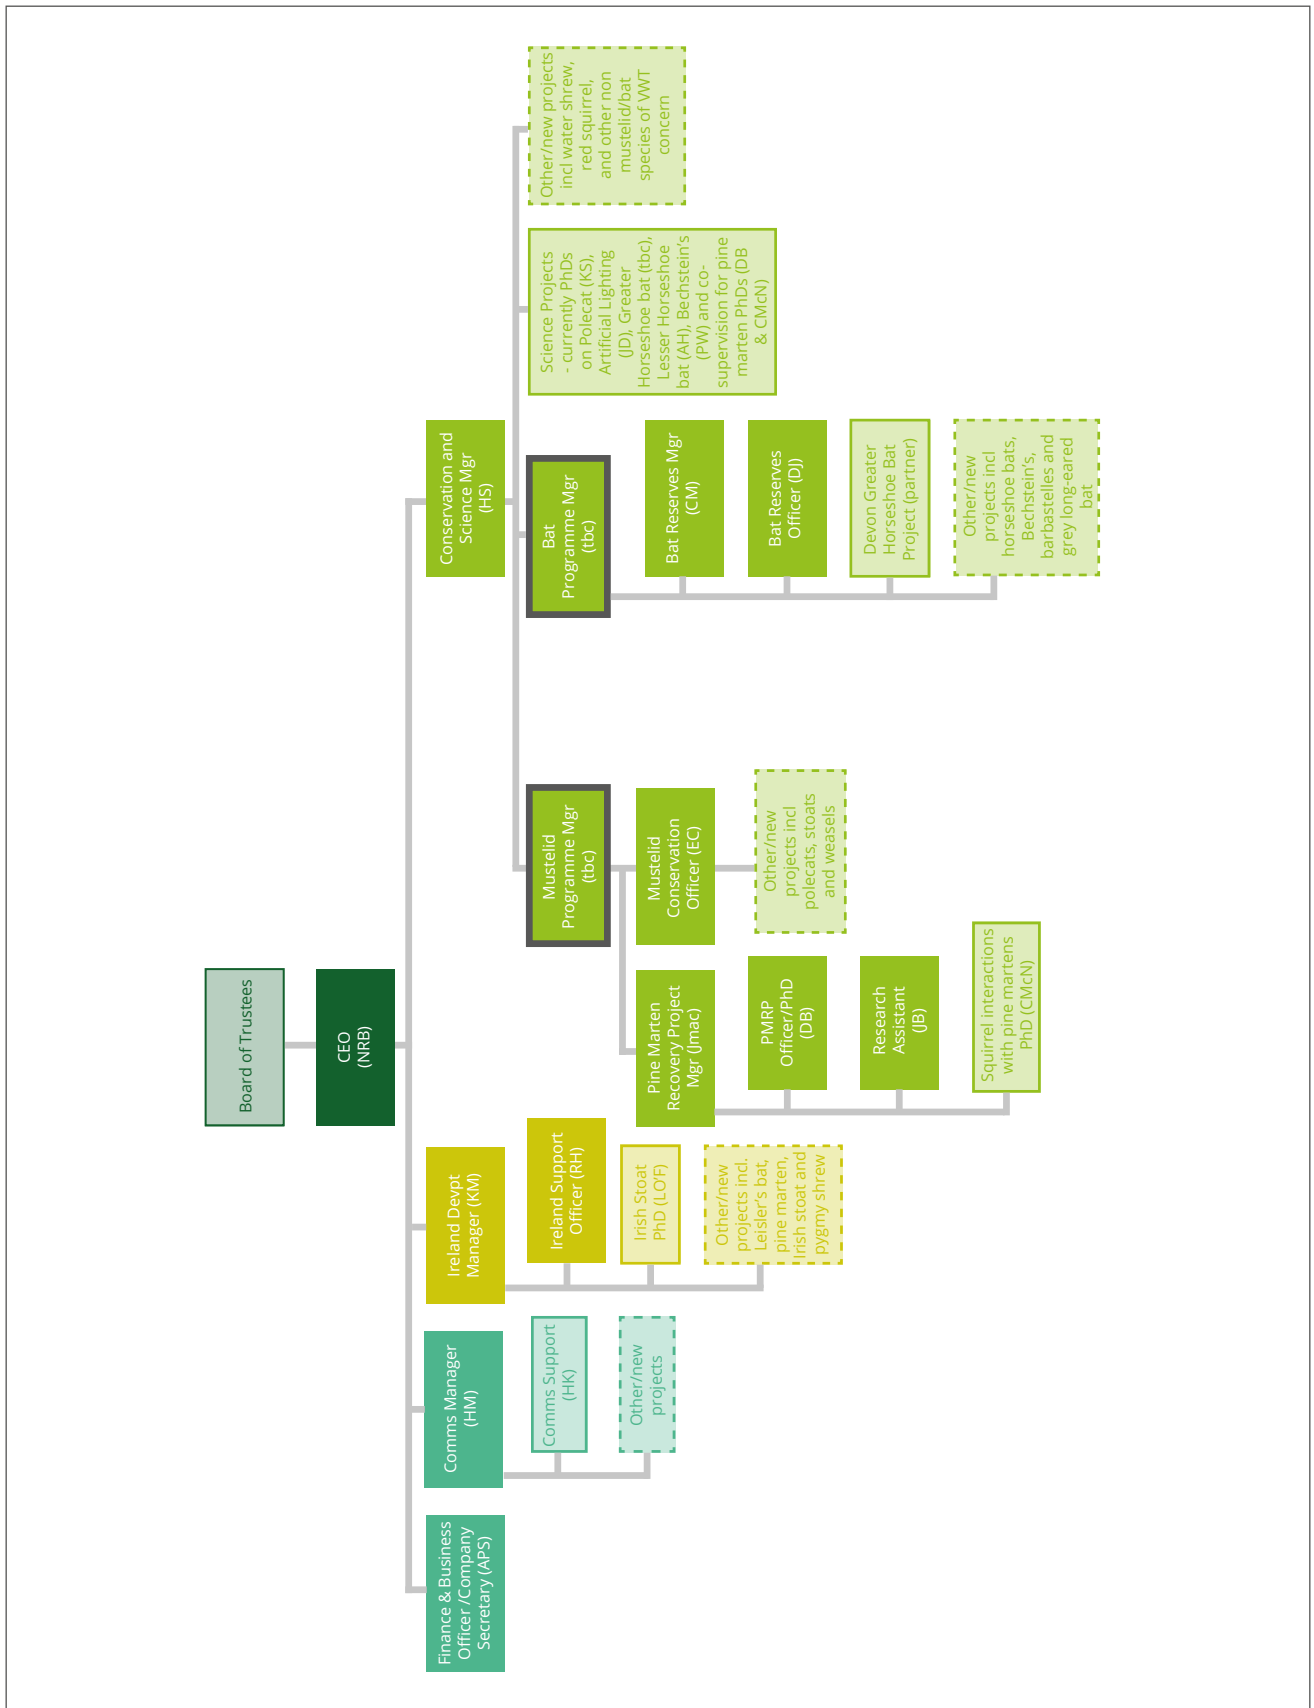 Board of Trustees
CEO
(NRB)
Finance & Business
Officer /Company
Secretary (APS)
Comms Manager
(HM)
Comms Support
(HK)
Other/new
projects
Ireland Devpt
Manager (KM)
Ireland Support
Officer (RH)
Irish Stoat
PhD (LO'F)
Other/new
projects incl.
Leisler's bat,
pine marten,
Irish stoat and
pygmy shrew
Conservation and
Science Mgr
(HS)
Mustelid
Programme Mgr
(tbc)
Pine Marten
Recovery Project
Mgr (Jmac)
PMRP
Officer/PhD
(DB)
Research
Assistant
(JB)
Squirrel interactions
with pine martens
PhD (CMcN)
Mustelid
Conservation
Officer (EC)
Other/new
projects incl
polecats, stoats
and weasels
Bat
Programme Mgr
(tbc)
Bat Reserves Mgr
(CM)
Bat Reserves
Officer (DJ)
Devon Greater
Horseshoe Bat
Project (partner)
Other/new
projects incl
horseshoe bats,
Bechstein's,
barbastelles and
grey long-eared
bat
Science Projects
- currently PhDs
on Polecat (KS),
Artificial Lighting
(JD), Greater
Horseshoe bat (tbc),
Lesser Horseshoe
bat (AH), Bechstein's
(PW) and co-
supervision for pine
marten PhDs (DB
& CMcN)
Other/new projects
incl water shrew,
red squirrel,
and other non
mustelid/bat
species of VWT
concern